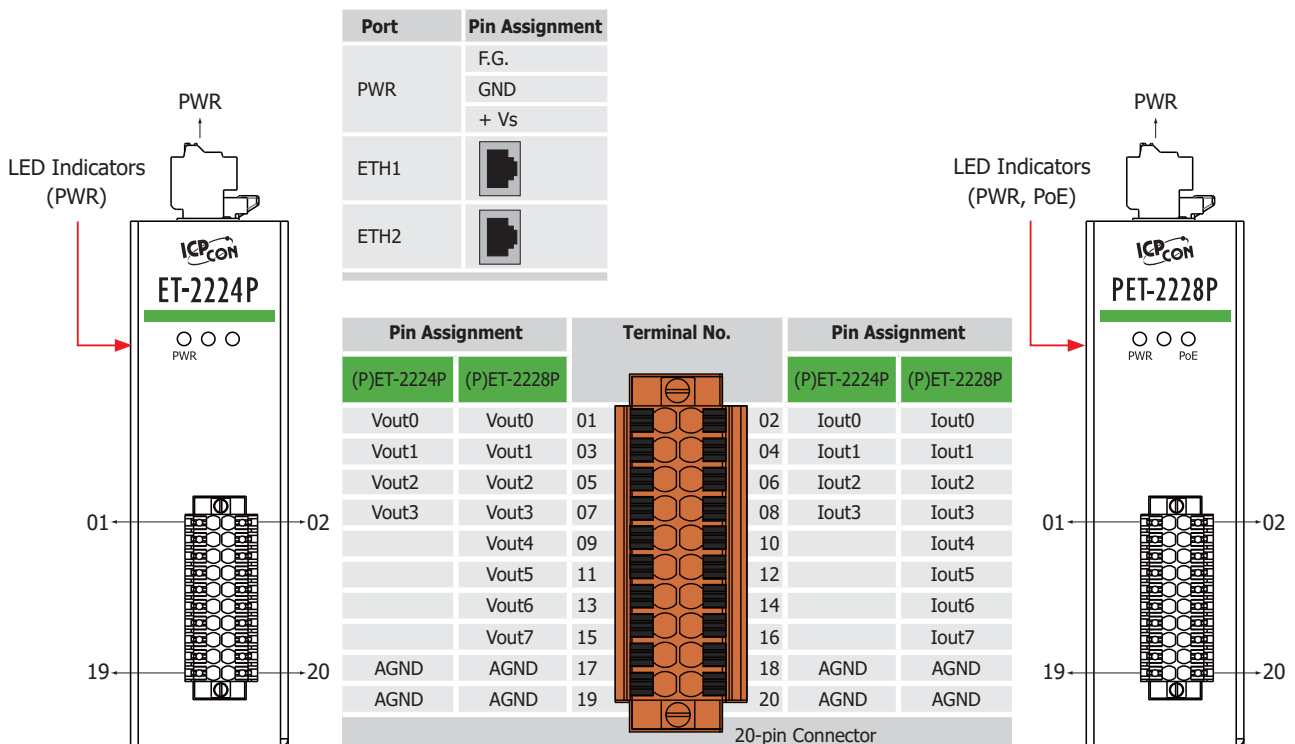 Port Pin Assignment
PWR
F.G.
GND
+ Vs
ETH1
ETH2
PWR
LED Indicators
(PWR)
ICP CON
ET-2224P
PWR
01 02
19 20
Pin Assignment Terminal No. Pin Assignment
(P)ET-2224P (P)ET-2228P (P)ET-2224P (P)ET-2228P
Vout0 Vout0 01 02 Iout0 Iout0
Vout1 Vout1 03 04 Iout1 Iout1
Vout2 Vout2 05 06 Iout2 Iout2
Vout3 Vout3 07 08 Iout3 Iout3
Vout4 09 10 Iout4
Vout5 11 12 Iout5
Vout6 13 14 Iout6
Vout7 15 16 Iout7
AGND AGND 17 18 AGND AGND
AGND AGND 19 20 AGND AGND
20-pin Connector
PWR
LED Indicators
(PWR, PoE)
ICP CON
PET-2228P
PWR PoE
01 02
19 20